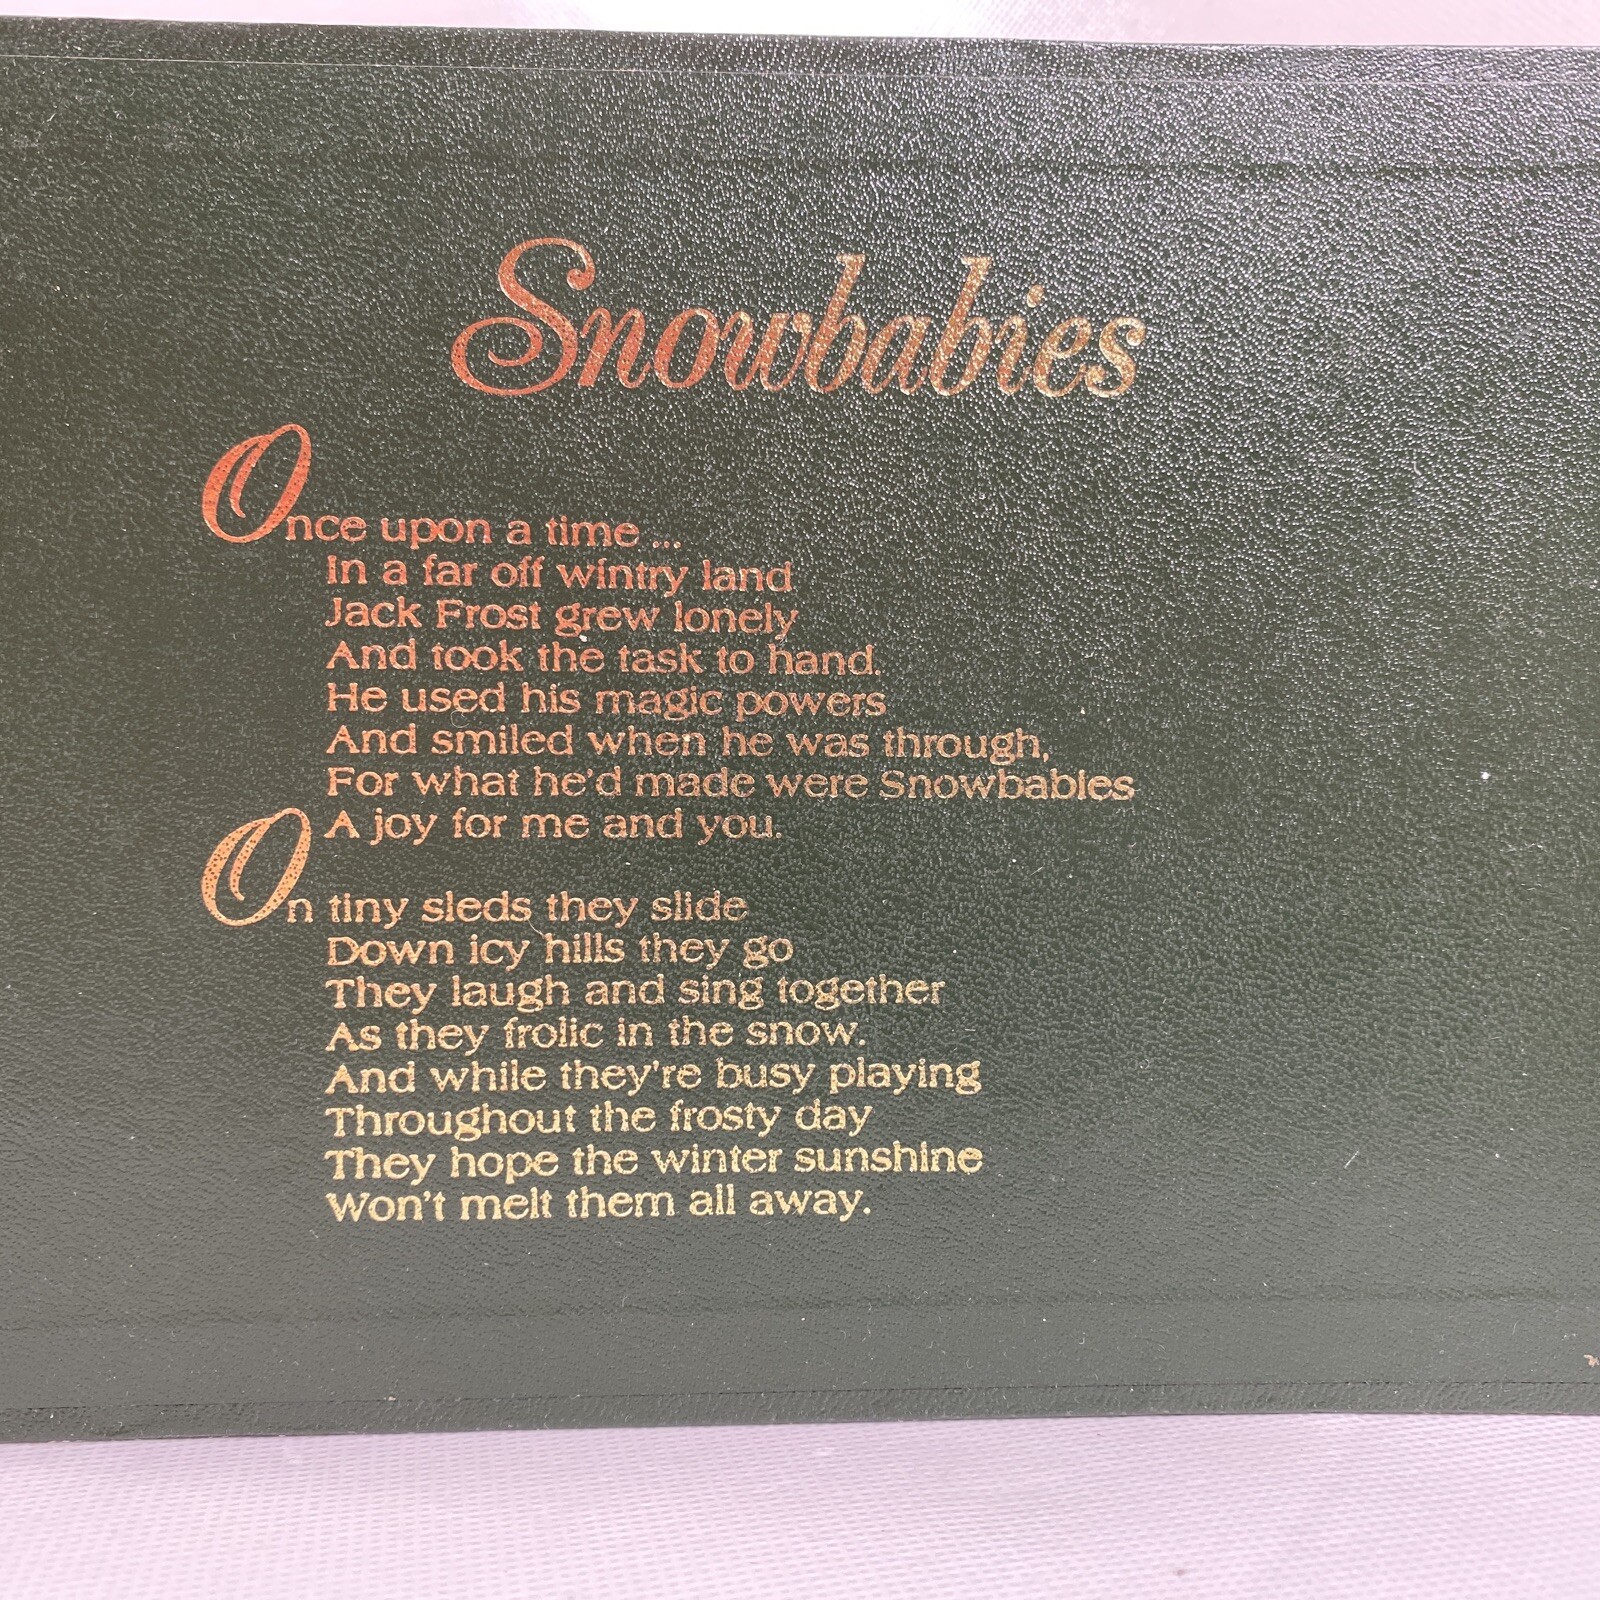 Snowbabies
Once upon a time ...
In a far off wintry land
Jack Frost grew lonely
And took the task to hand.
He used his magic powers
And smiled when he was through,
For what he'd made were Snowbabies
A joy for me and you.
On tiny sleds they slide
Down icy hills they go
They laugh and sing together
As they frolic in the snow.
And while they're busy playing
Throughout the frosty day
They hope the winter sunshine
Won't melt them all away.